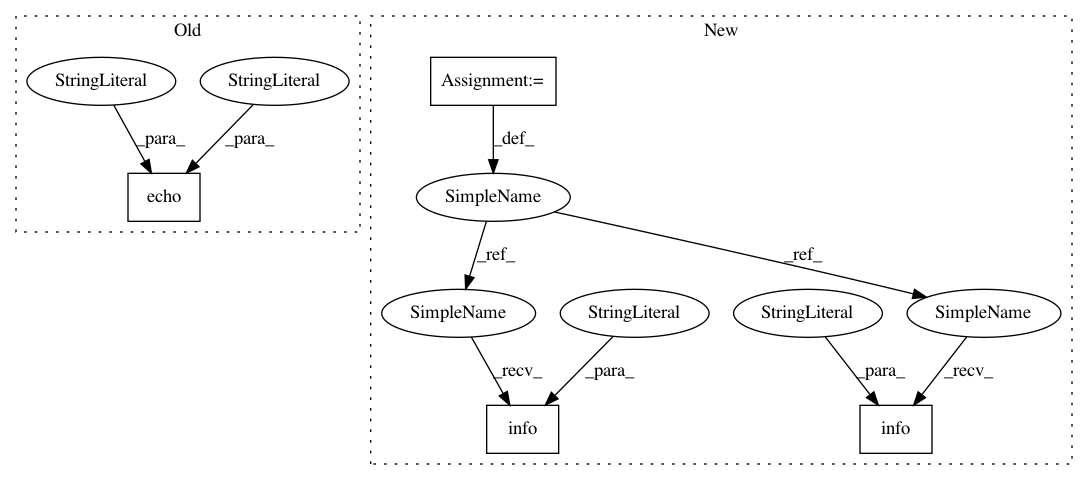 Old
New
StringLiteral
StringLiteral
Assignment:=
_para_
_para_
_def_
echo
SimpleName
_ref_
_ref_
SimpleName
StringLiteral
StringLiteral
SimpleName
_recv_
_para_
_para_
_recv_
info
info